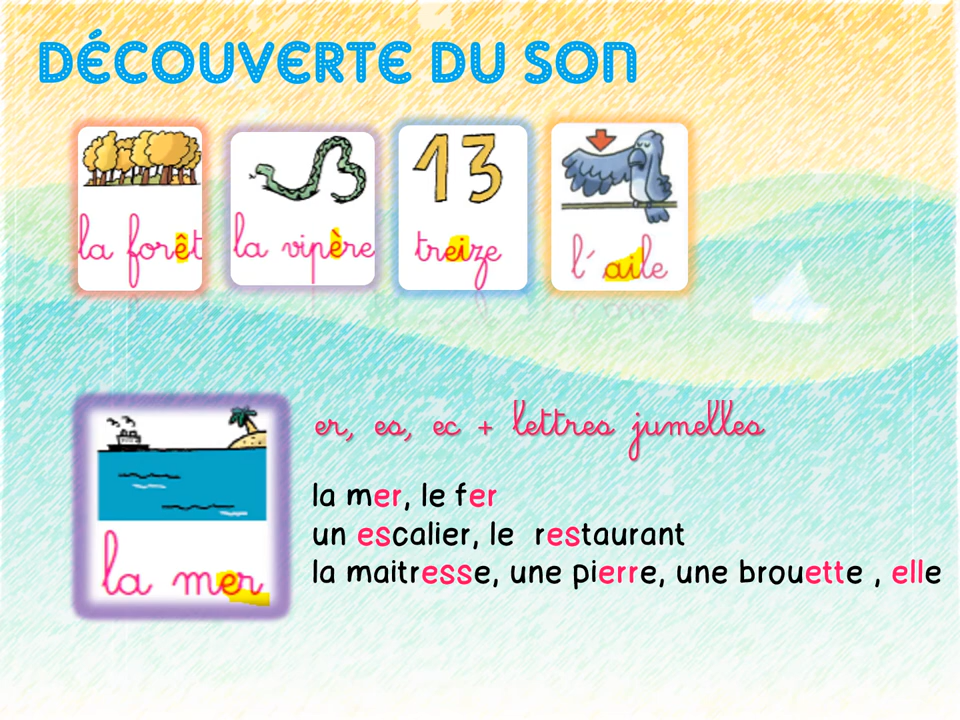 DÉCOUVERTE DU SON
13
la forêt
la vipère
treize
l'aile
er, es, ec + lettres jumelles
la mer, le fer
un escalier, le restaurant
la maitresse, une pierre, une brouette , elle
la mer